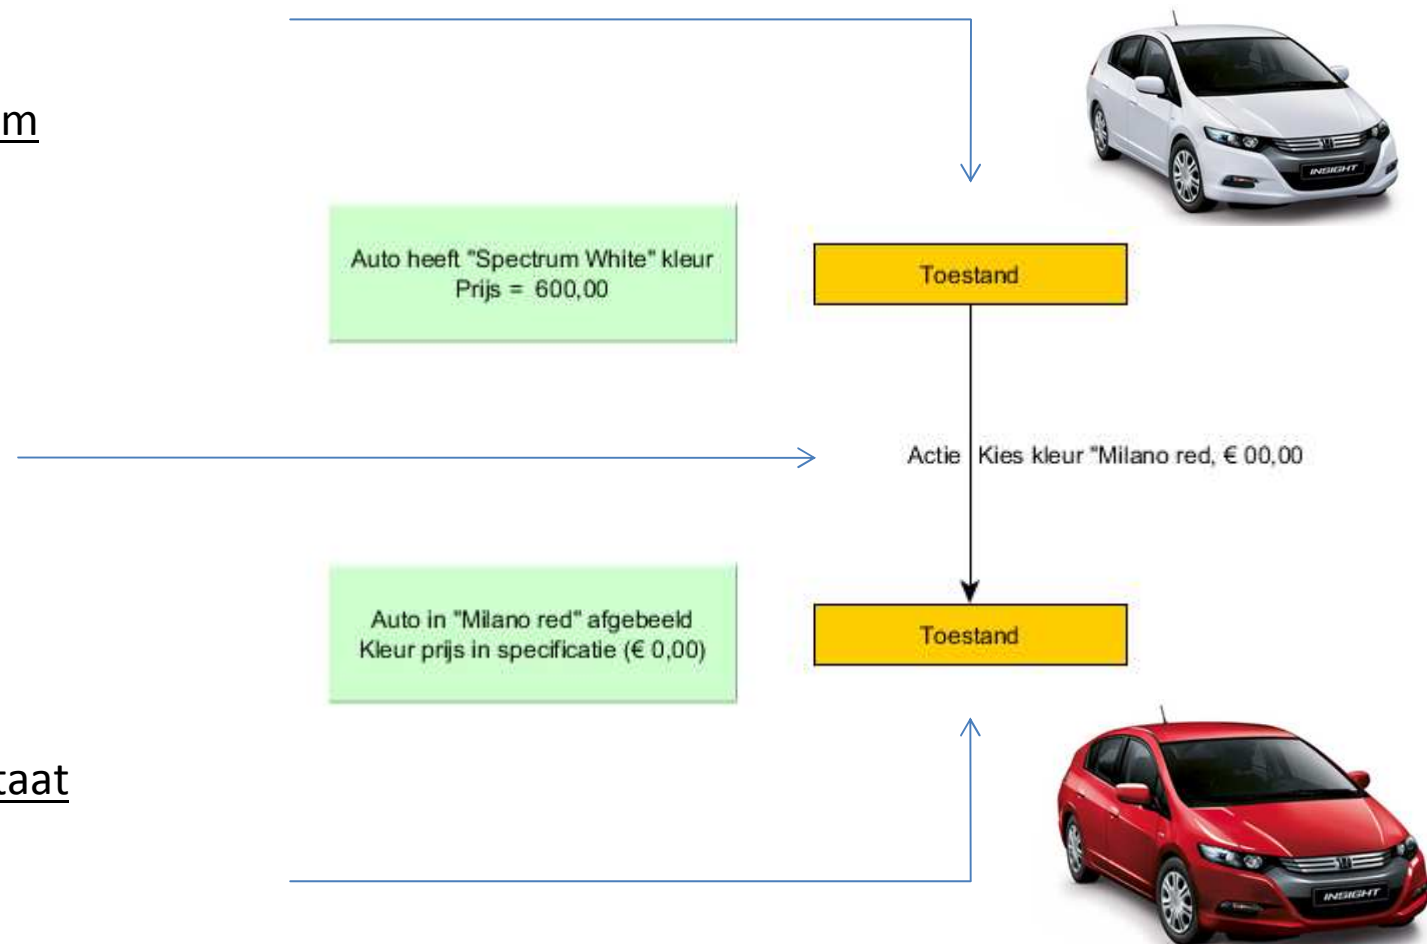 m
Auto heeft "Spectrum White" kleur
Prijs = 600,00
Toestand
INSIGHT
Actie Kies kleur "Milano red, € 00,00
Auto in "Milano red" afgebeeld
Kleur prijs in specificatie (€ 0,00)
Toestand
taat
INSIGHT